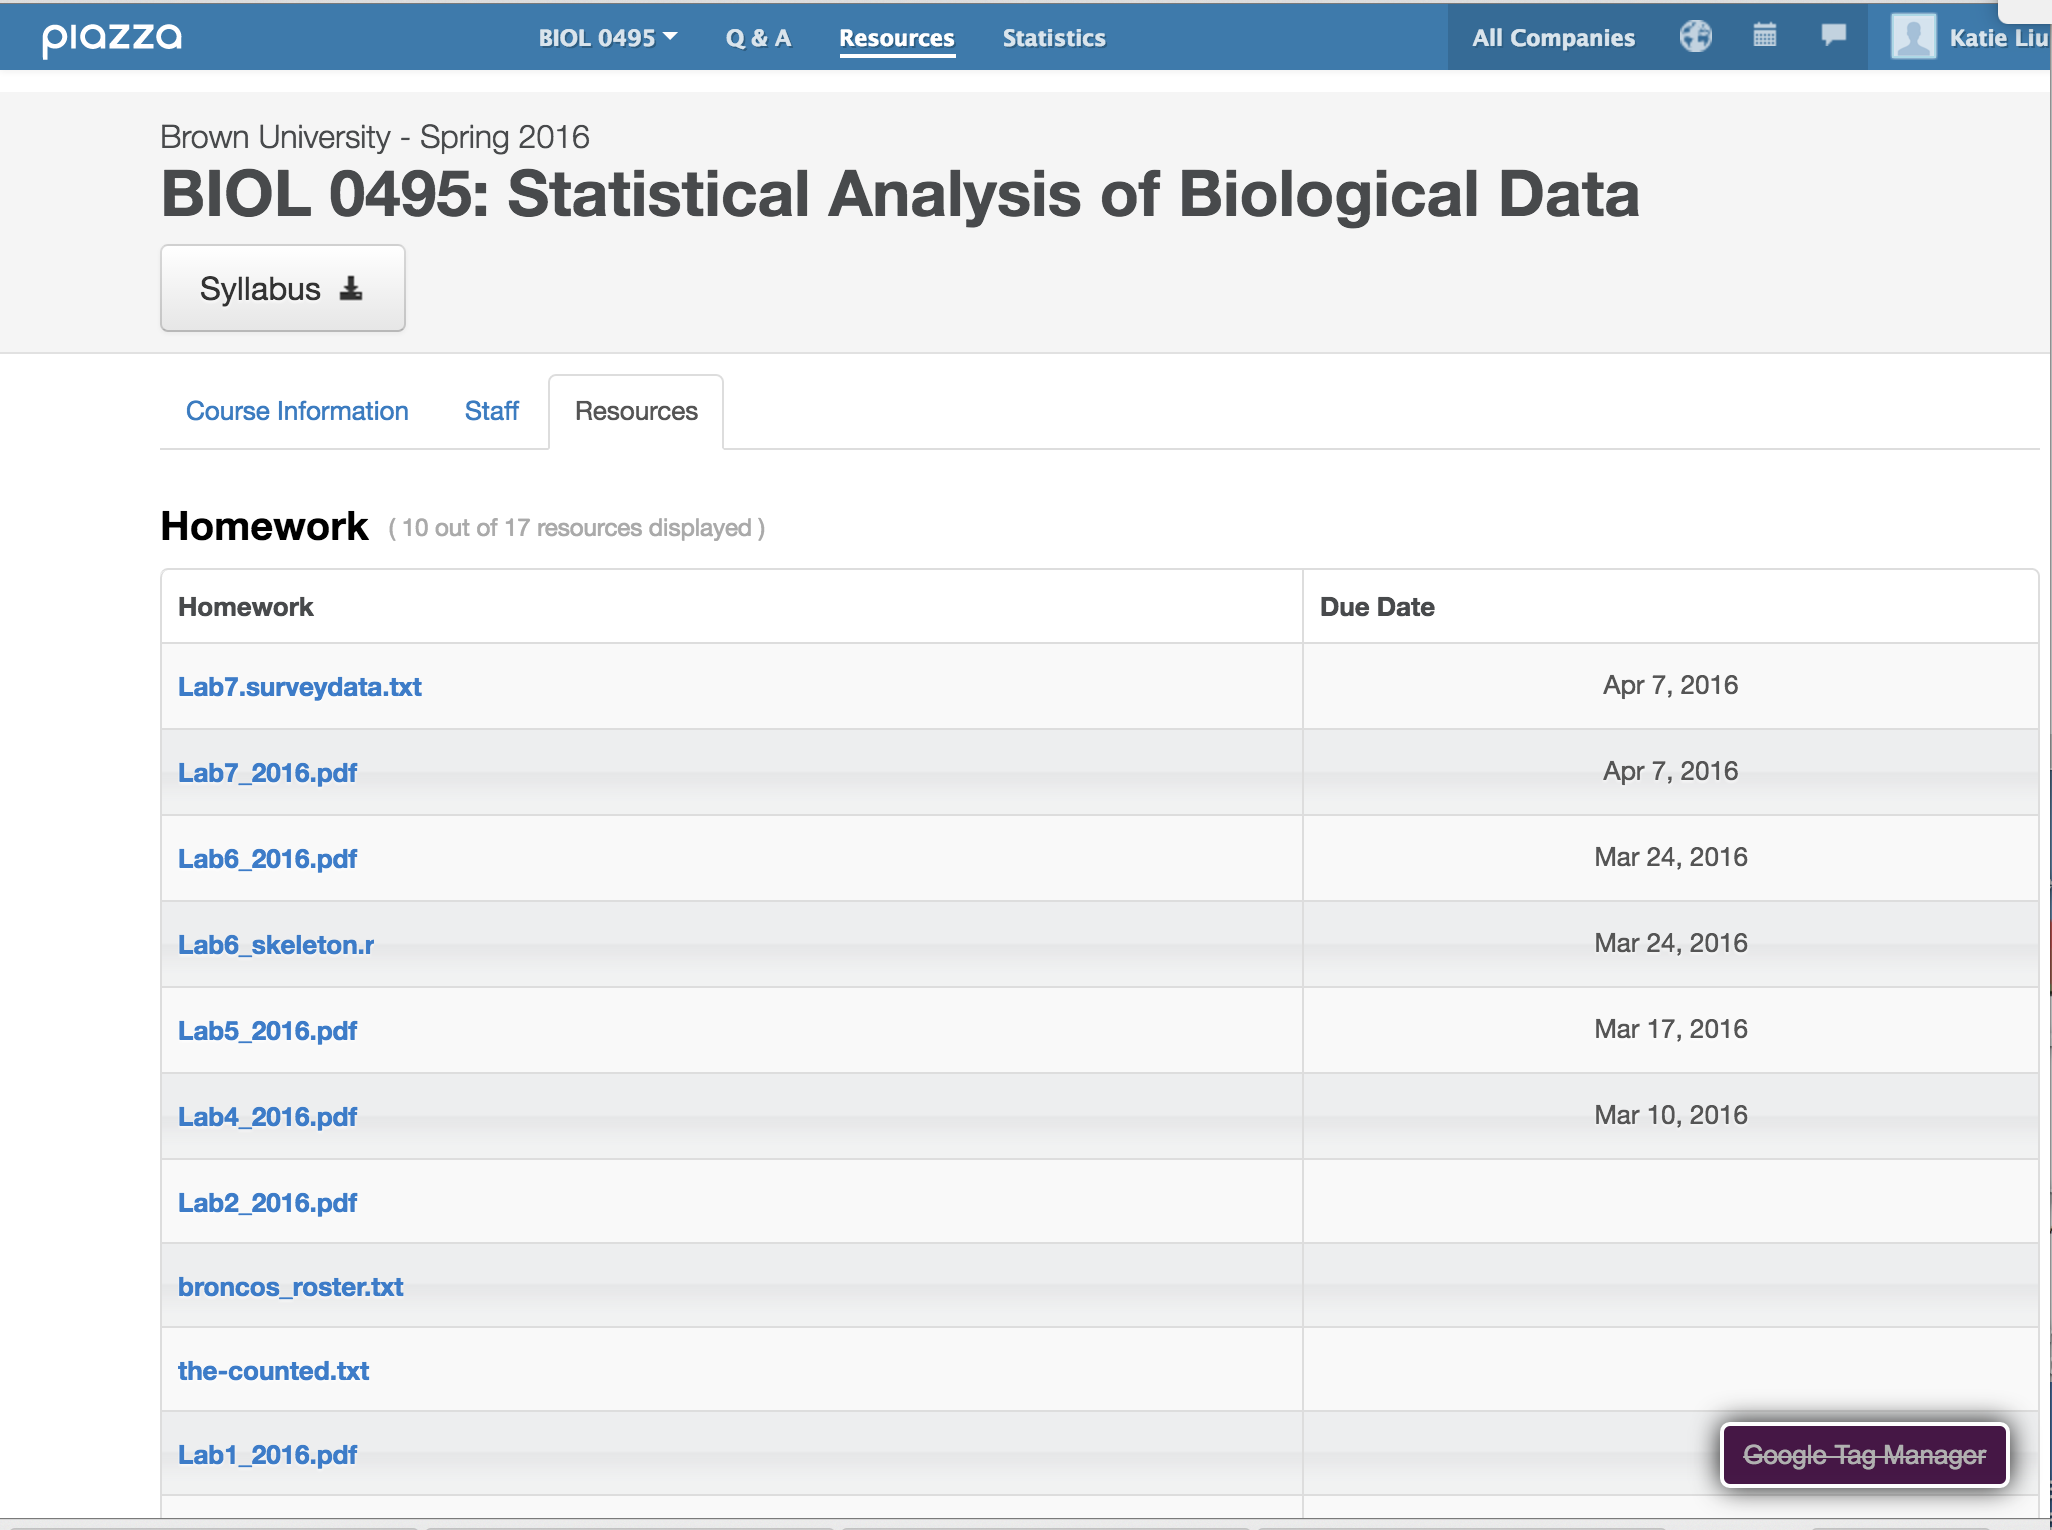 piazza
BIOL 0495
Q & A
Resources
Statistics
All Companies
Katie Liu
Brown University - Spring 2016
BIOL 0495: Statistical Analysis of Biological Data
Syllabus
Course Information
Staff
Resources
Homework ( 10 out of 17 resources displayed )
Homework Due Date
Lab7.surveydata.txt Apr 7, 2016
Lab7_2016.pdf Apr 7, 2016
Lab6_2016.pdf Mar 24, 2016
Lab6_skeleton.r Mar 24, 2016
Lab5_2016.pdf Mar 17, 2016
Lab4_2016.pdf Mar 10, 2016
Lab2_2016.pdf
broncos_roster.txt
the-counted.txt
Lab1_2016.pdf
Google Tag Manager